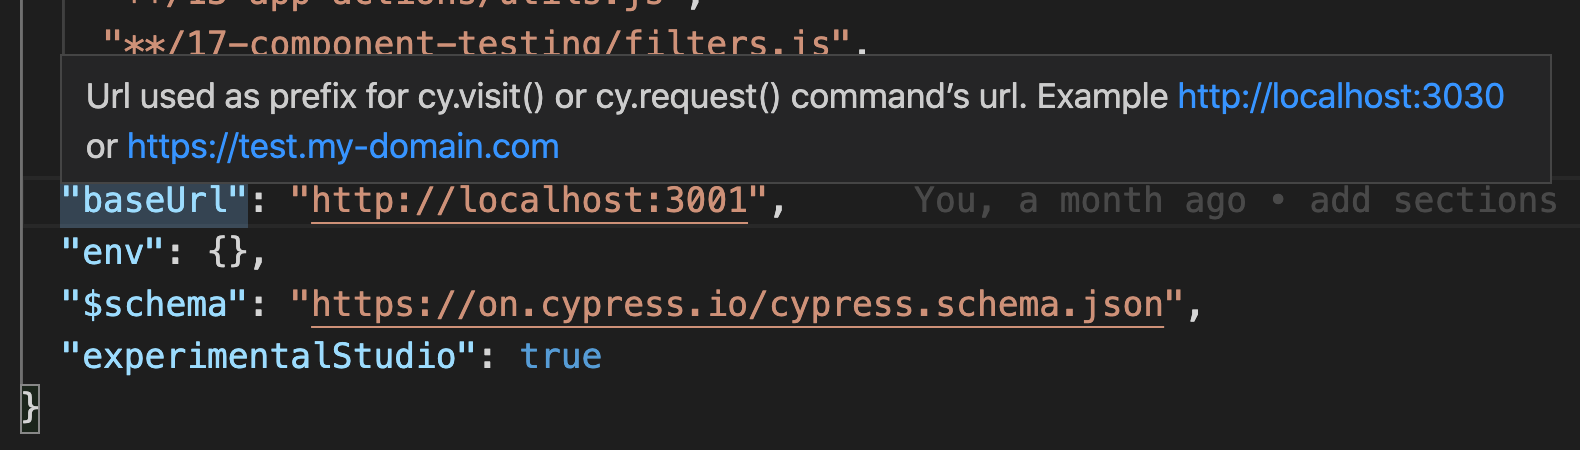 "**/17-component-testing/filters.js",
Url used as prefix for cy.visit() or cy.request() command’s url. Example http://localhost:3030
or https://test.my-domain.com
"baseUrl": "http://localhost:3001", You, a month ago • add sections
"env": {},
"$schema": "https://on.cypress.io/cypress.schema.json",
"experimentalStudio": true
}